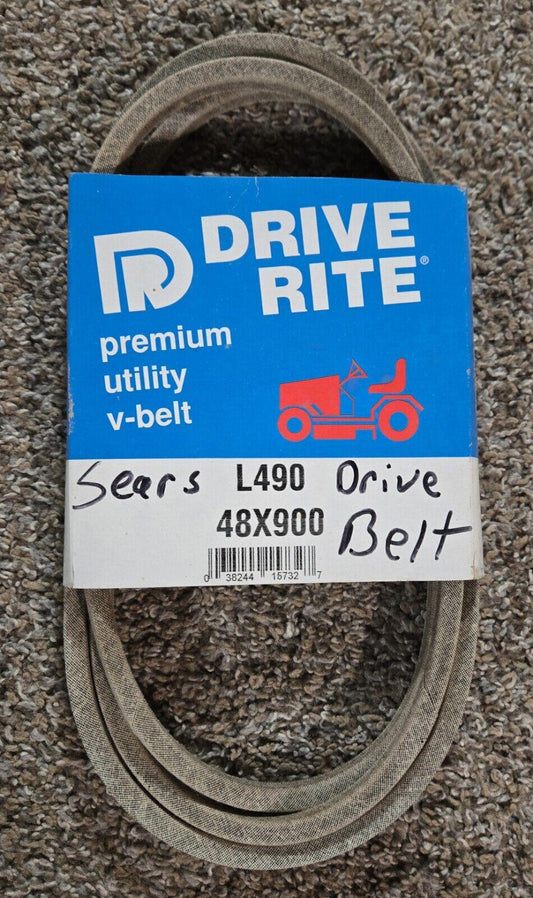 DRIVE
RITE®
premium
utility
v-belt
Sears L490 Drive
48X900 Belt
0 38244 15732 7